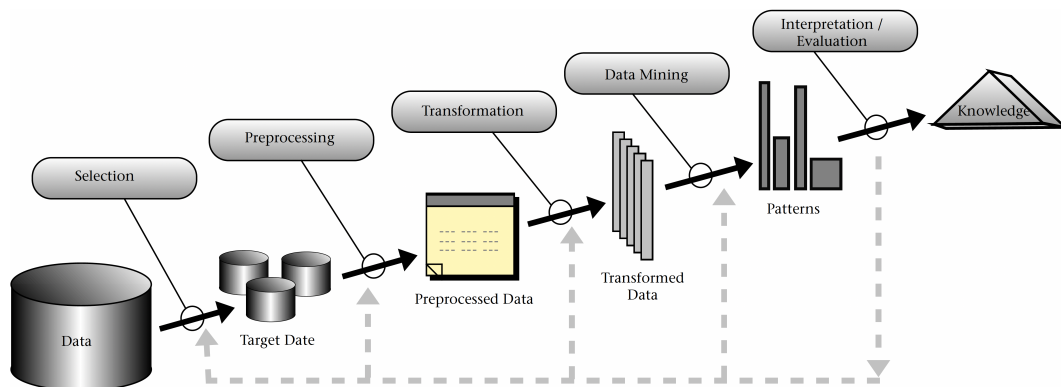 Interpretation /
Evaluation
Data Mining
Transformation
Preprocessing
Selection
Data
Target Date
Preprocessed Data
Transformed
Data
Patterns
Knowledge